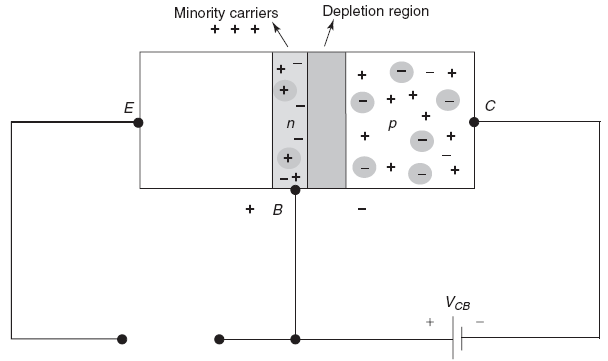 Minority carriers
Depletion region
+ + +
E
n
p
C
+ B −
V_CB
+ −